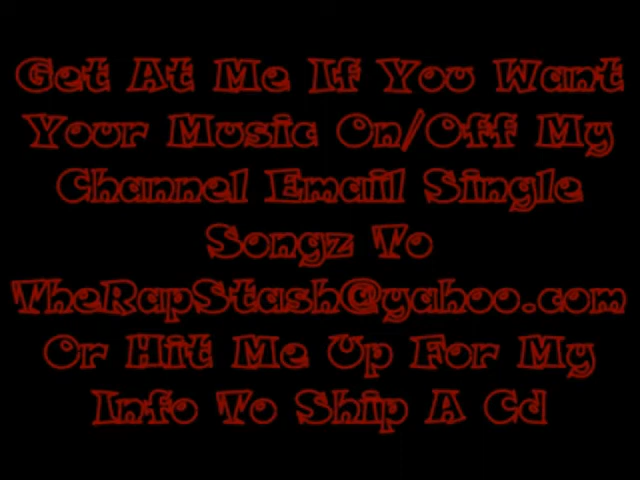 Get At Me If You Want
Your Music On/Off My
Channel Email Single
Songz To
TheRapStash@yahoo.com
Or Hit Me Up For My
Info To Ship A Cd